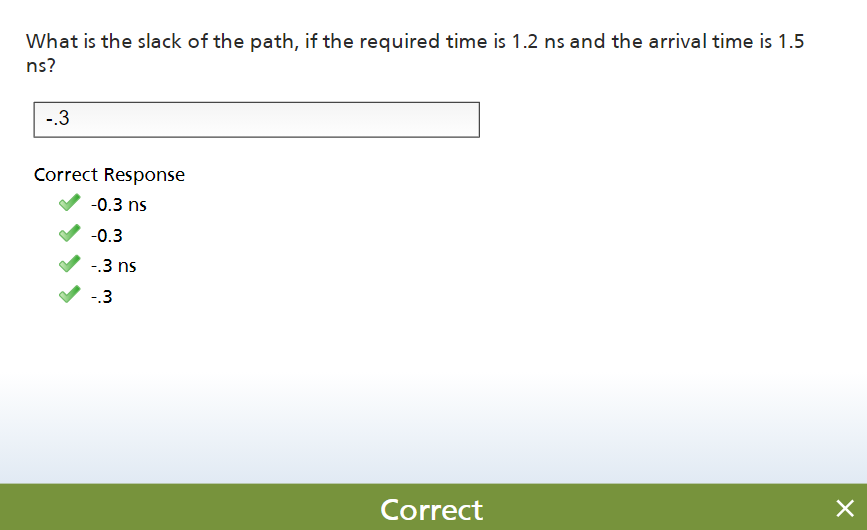 What is the slack of the path, if the required time is 1.2 ns and the arrival time is 1.5
ns?
-.3
Correct Response
-0.3 ns
-0.3
-.3 ns
-.3
Correct